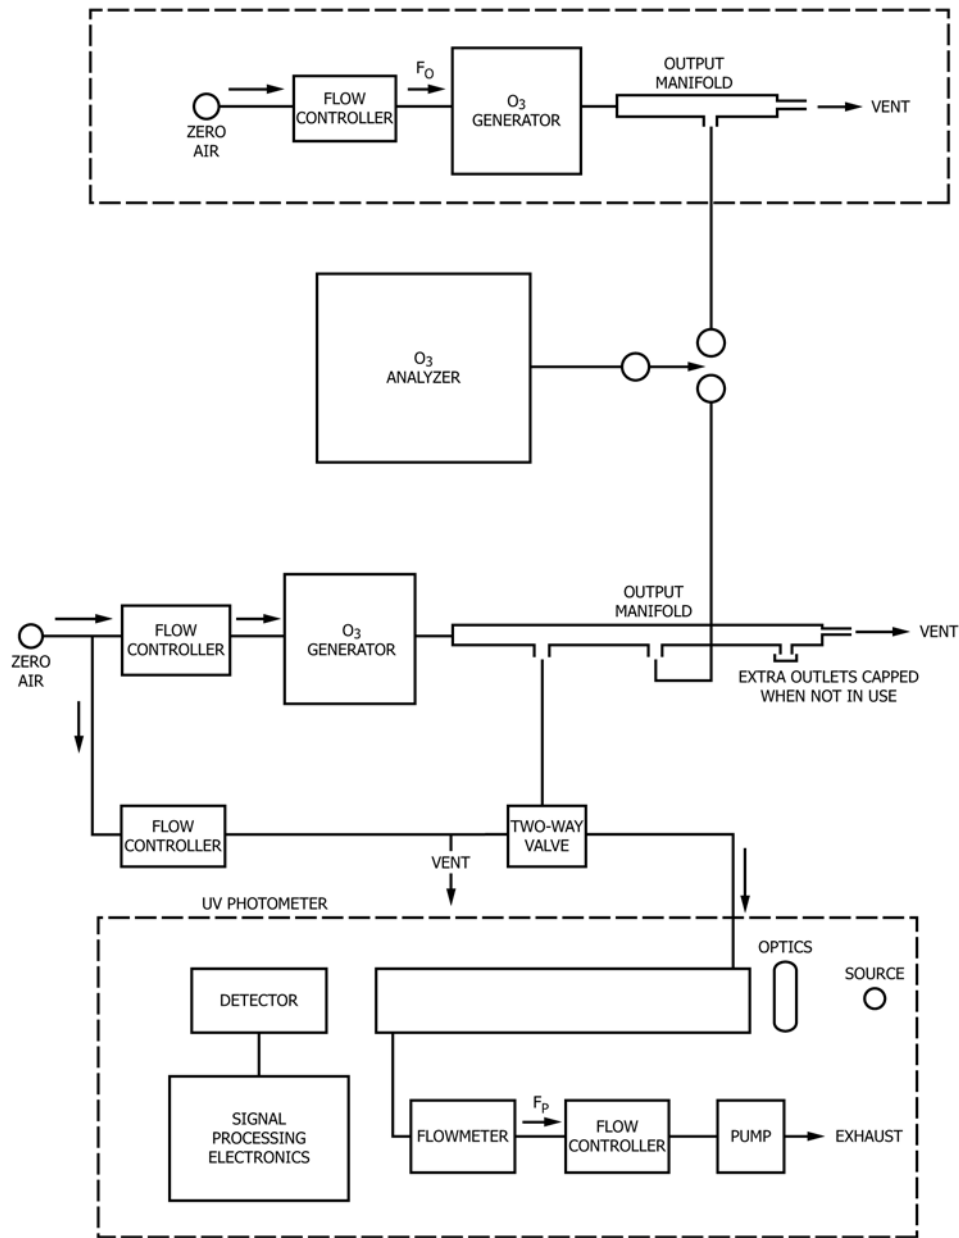 F₀
OUTPUT
MANIFOLD
FLOW
CONTROLLER
O₃
GENERATOR
VENT
ZERO
AIR
O₃
ANALYZER
OUTPUT
MANIFOLD
FLOW
CONTROLLER
O₃
GENERATOR
VENT
ZERO
AIR
EXTRA OUTLETS CAPPED
WHEN NOT IN USE
FLOW
CONTROLLER
TWO-WAY
VALVE
VENT
UV PHOTOMETER
OPTICS
SOURCE
DETECTOR
SIGNAL
PROCESSING
ELECTRONICS
FLOWMETER
Fₚ
FLOW
CONTROLLER
PUMP
EXHAUST